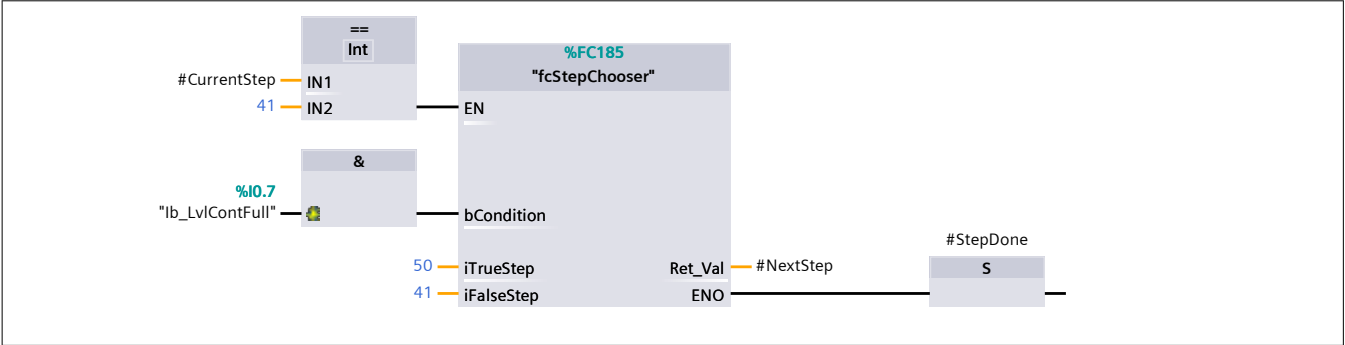 ==
Int
#CurrentStep
IN1
41
IN2
%FC185
"fcStepChooser"
EN
&
%I0.7
"Ib_LvlContFull"
bCondition
50
iTrueStep
Ret_Val
#NextStep
41
iFalseStep
ENO
#StepDone
S